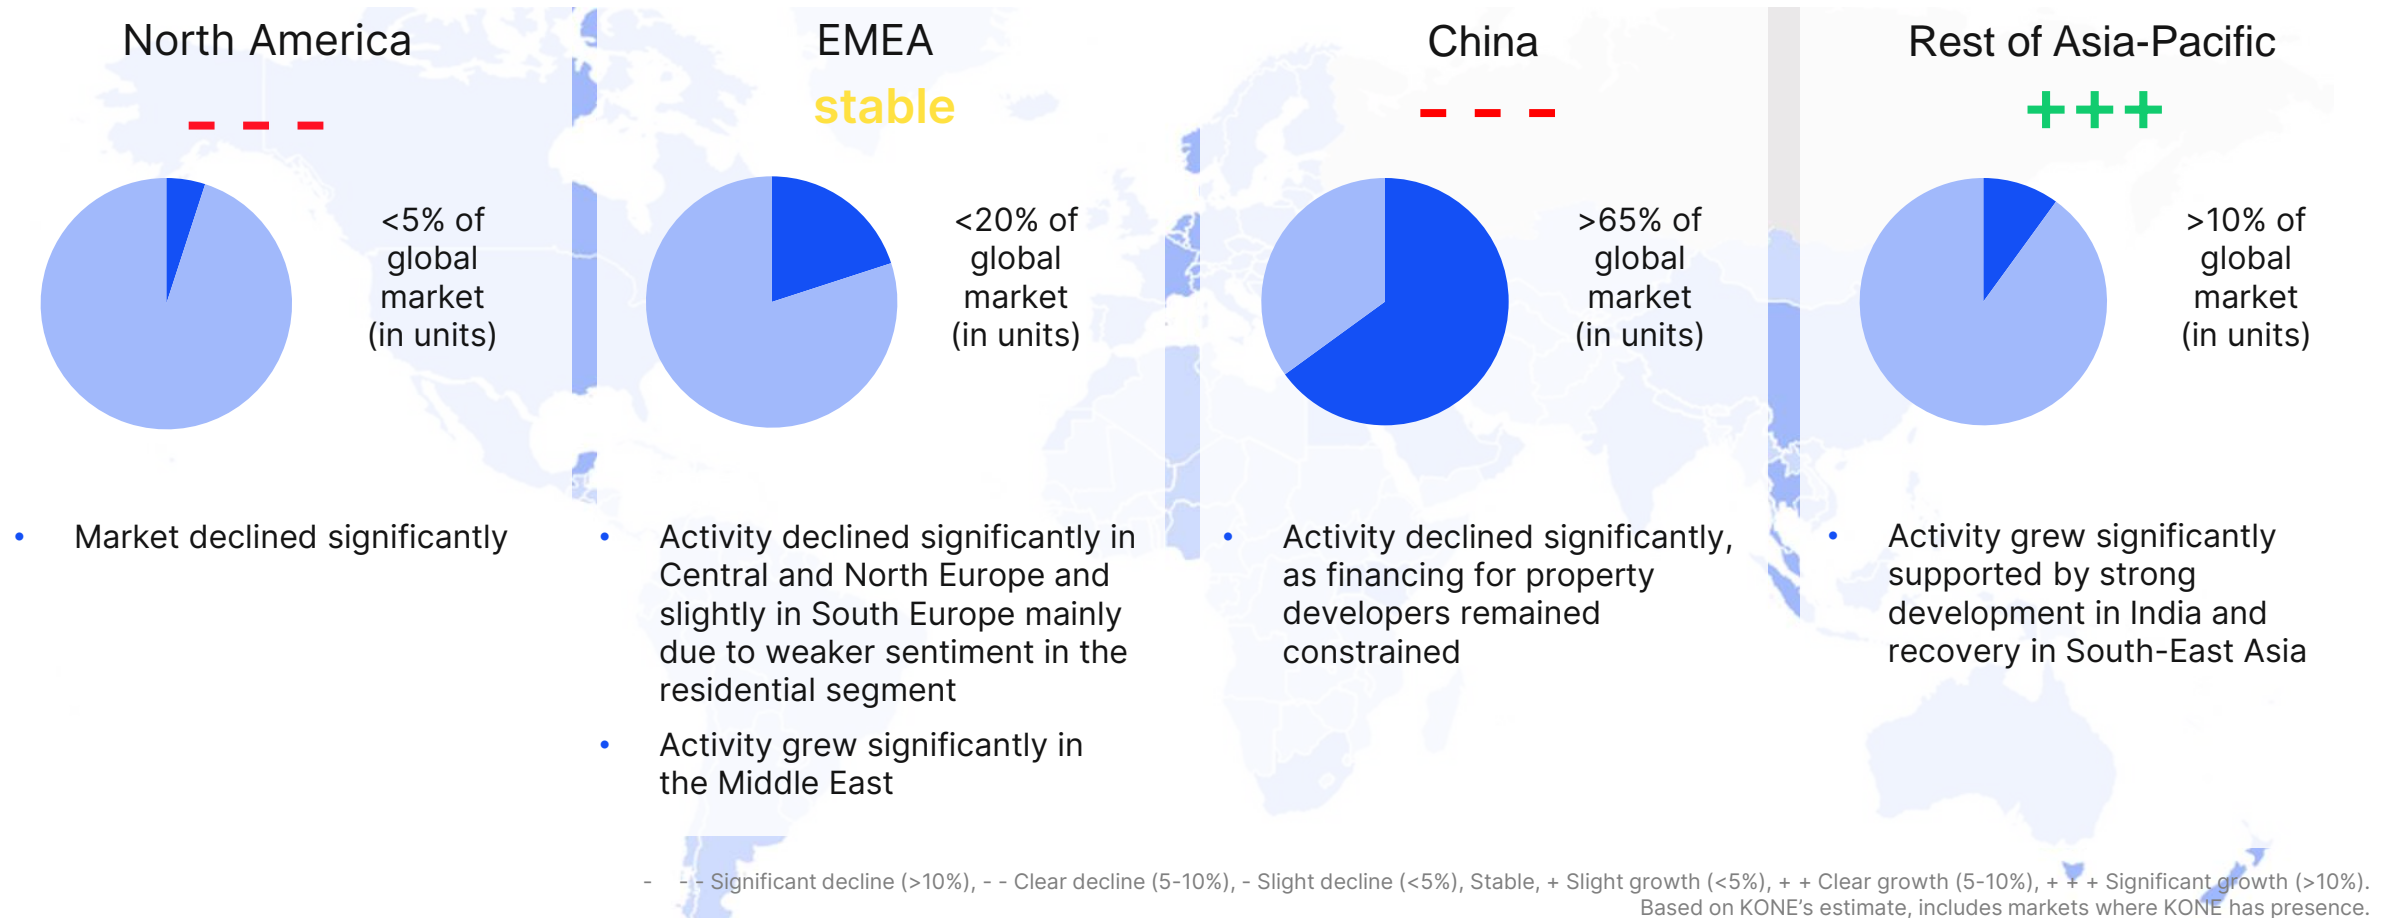 North America
- - -
<5% of
global
market
(in units)
• Market declined significantly
EMEA
stable
<20% of
global
market
(in units)
• Activity declined significantly in
Central and North Europe and
slightly in South Europe mainly
due to weaker sentiment in the
residential segment
• Activity grew significantly in
the Middle East
China
- - -
>65% of
global
market
(in units)
• Activity declined significantly,
as financing for property
developers remained
constrained
Rest of Asia-Pacific
+++
>10% of
global
market
(in units)
• Activity grew significantly
supported by strong
development in India and
recovery in South-East Asia
- - - Significant decline (>10%), - - Clear decline (5-10%), - Slight decline (<5%), Stable, + Slight growth (<5%), + + Clear growth (5-10%), + + + Significant growth (>10%).
Based on KONE’s estimate, includes markets where KONE has presence.